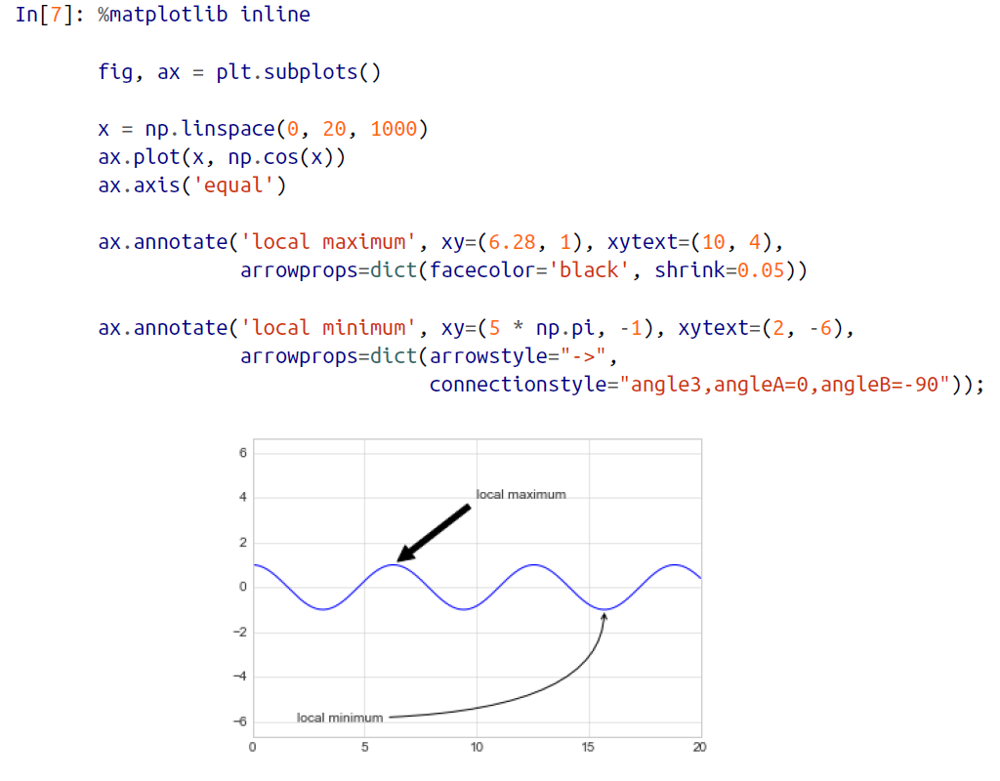 In[7]: %matplotlib inline
fig, ax = plt.subplots()
x = np.linspace(0, 20, 1000)
ax.plot(x, np.cos(x))
ax.axis('equal')
ax.annotate('local maximum', xy=(6.28, 1), xytext=(10, 4),
arrowprops=dict(facecolor='black', shrink=0.05))
ax.annotate('local minimum', xy=(5 * np.pi, -1), xytext=(2, -6),
arrowprops=dict(arrowstyle="->",
connectionstyle="angle3,angleA=0,angleB=-90"));
6
4
local maximum
2
0
−2
−4
−6
local minimum
0 5 10 15 20